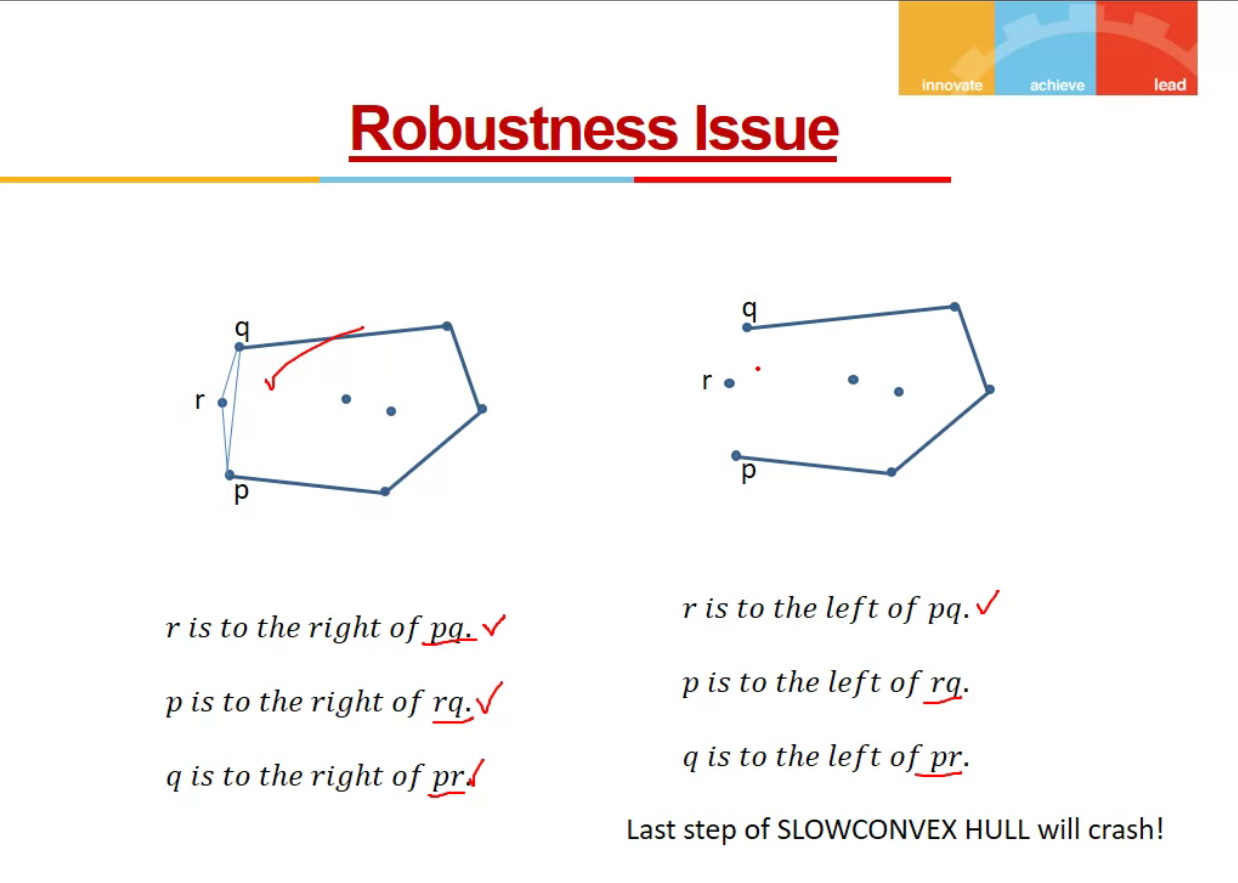 innovate achieve lead
Robustness Issue
q
r
p
q
r
p
r is to the right of pq.
p is to the right of rq.
q is to the right of pr.
r is to the left of pq.
p is to the left of rq.
q is to the left of pr.
Last step of SLOWCONVEX HULL will crash!